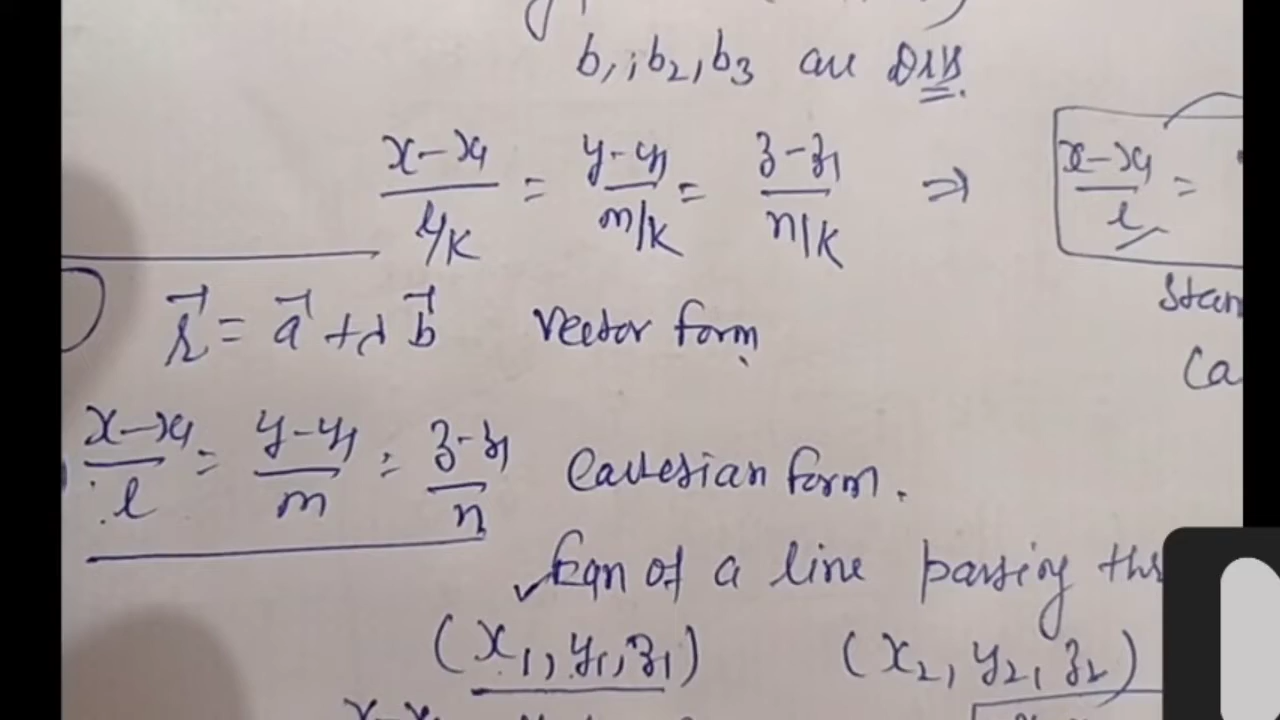 b₁, b₂, b₃ are DRs.
(x-x₁)/(l/k) = (y-y₁)/(m/k) = (z-z₁)/(n/k) ⇒ (x-x₁)/l =
r⃗ = a⃗ + λb⃗ Vector form
(x-x₁)/l = (y-y₁)/m = (z-z₁)/n Cartesian form.
✓Eqn of a line passing
(x₁, y₁, z₁) (x₂, y₂, z₂)